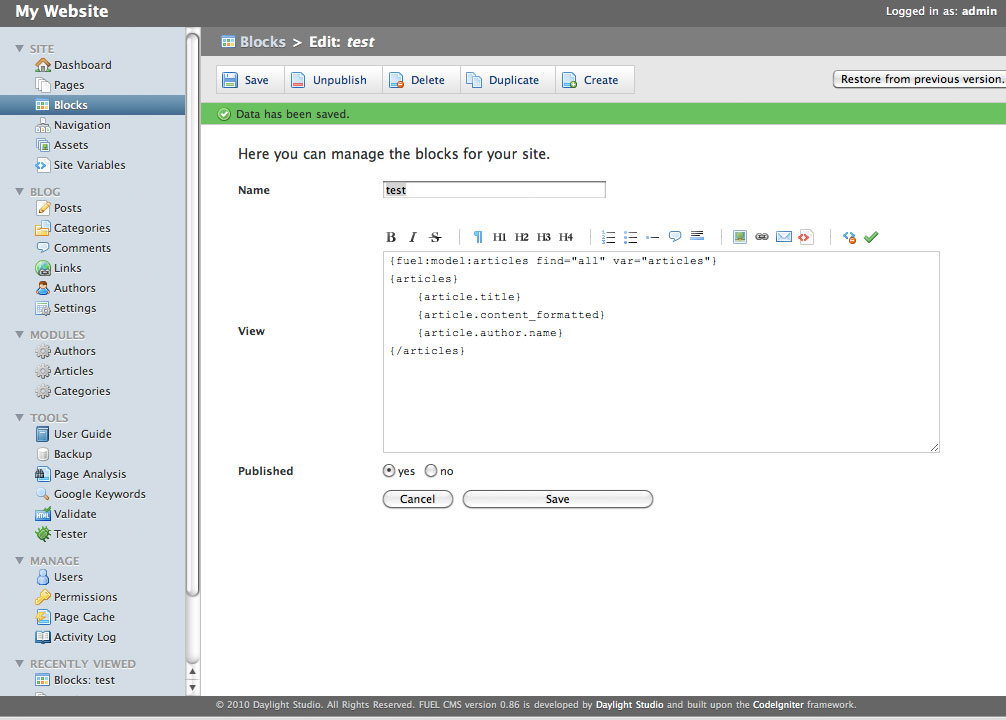 My Website
Logged in as: admin
SITE
Dashboard
Pages
Blocks
Navigation
Assets
Site Variables
BLOG
Posts
Categories
Comments
Links
Authors
Settings
MODULES
Authors
Articles
Categories
TOOLS
User Guide
Backup
Page Analysis
Google Keywords
Validate
Tester
MANAGE
Users
Permissions
Page Cache
Activity Log
RECENTLY VIEWED
Blocks: test
Blocks > Edit: test
Save Unpublish Delete Duplicate Create
Restore from previous version.
Data has been saved.
Here you can manage the blocks for your site.
Name
test
B I S ¶ H1 H2 H3 H4
View
{fuel:model:articles find="all" var="articles"}
{articles}
{article.title}
{article.content_formatted}
{article.author.name}
{/articles}
Published
yes no
Cancel Save
© 2010 Daylight Studio. All Rights Reserved. FUEL CMS version 0.86 is developed by Daylight Studio and built upon the CodeIgniter framework.